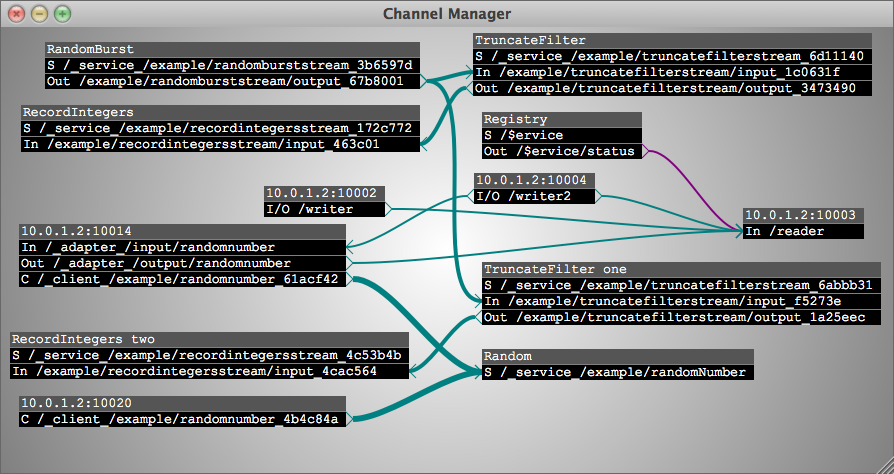 Channel Manager
RandomBurst
S /_service_/example/randomburststream_3b6597d
Out /example/randomburststream/output_67b8001
TruncateFilter
S /_service_/example/truncatefilterstream_6d11140
In /example/truncatefilterstream/input_1c0631f
Out /example/truncatefilterstream/output_3473490
RecordIntegers
S /_service_/example/recordintegersstream_172c772
In /example/recordintegersstream/input_463c01
Registry
S /$ervice
Out /$ervice/status
10.0.1.2:10002
I/O /writer
10.0.1.2:10004
I/O /writer2
10.0.1.2:10003
In /reader
10.0.1.2:10014
In /_adapter_/input/randomnumber
Out /_adapter_/output/randomnumber
C /_client_/example/randomnumber_61acf42
TruncateFilter one
S /_service_/example/truncatefilterstream_6abbb31
In /example/truncatefilterstream/input_f5273e
Out /example/truncatefilterstream/output_1a25eec
RecordIntegers two
S /_service_/example/recordintegersstream_4c53b4b
In /example/recordintegersstream/input_4cac564
Random
S /_service_/example/randomNumber
10.0.1.2:10020
C /_client_/example/randomnumber_4b4c84a